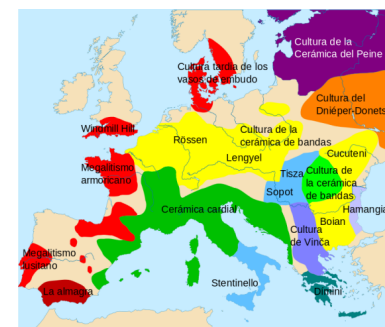 Cultura de la
Cerámica del Peine
Cultura tardía de los
vasos de embudo
Cultura del
Dniéper-Donets
Windmill Hill
Rössen
Cultura de la
cerámica de bandas
Lengyel
Cucuteni
Megalitismo
armoricano
Tisza
Cultura de
la cerámica
de bandas
Sopot
Hamangia
Cerámica cardial
Boian
Cultura
de Vinča
Megalitismo
lusitano
La almagra
Stentinello
Dimini